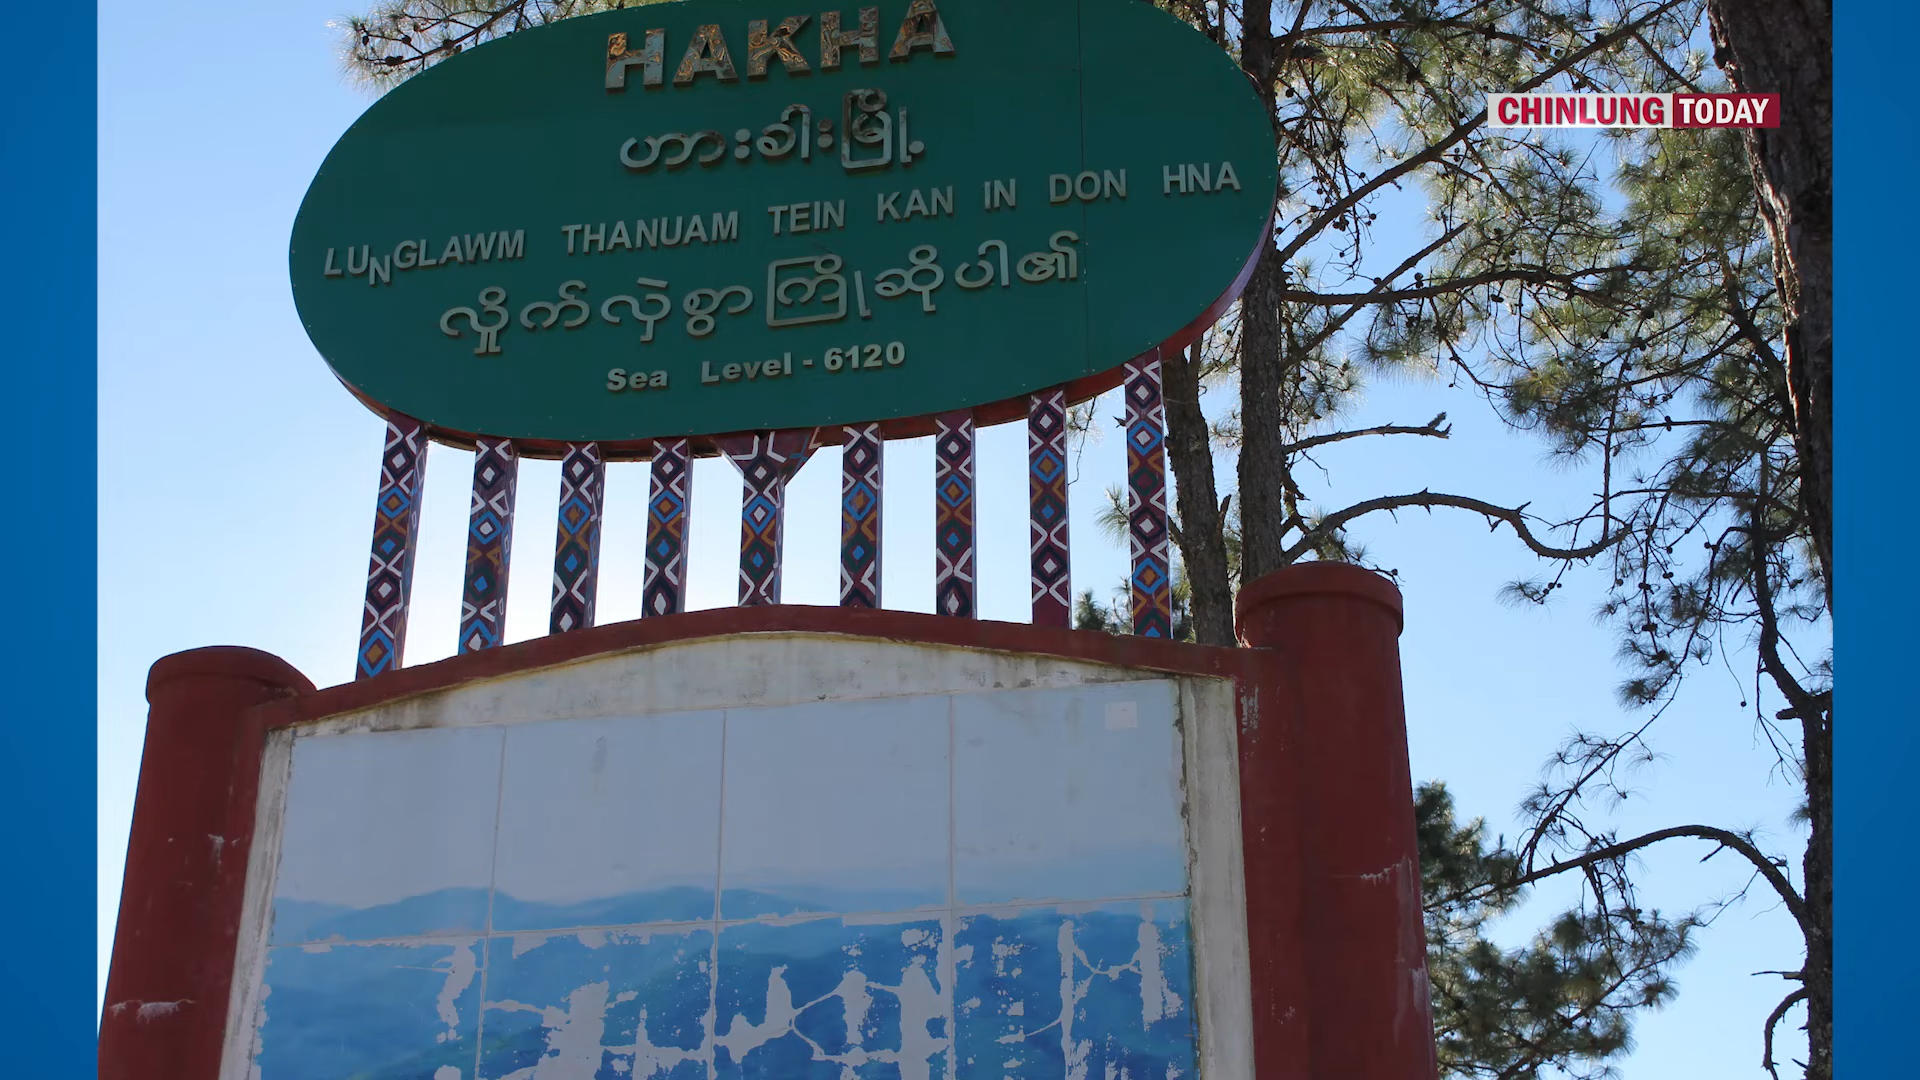 HAKHA
ဟားခါးမြို့
LUNGLAWM THANUAM TEIN KAN IN DON HNA
လှိုက်လှဲစွာကြိုဆိုပါ၏
Sea Level - 6120
CHINLUNG TODAY